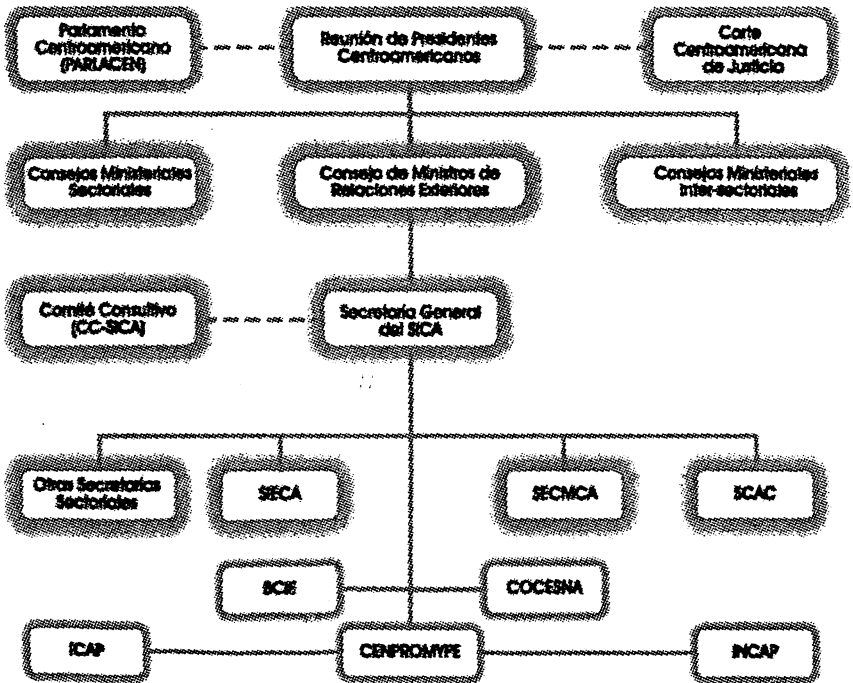 Parlamento
Centroamericano
(PARLACEN)
Reunión de Presidentes
Centroamericanos
Corte
Centroamericana
de Justicia
Consejos Ministeriales
Sectoriales
Consejo de Ministros de
Relaciones Exteriores
Consejos Ministeriales
Inter-sectoriales
Comité Consultivo
(CC-SICA)
Secretaría General
del SICA
Otras Secretarías
Sectoriales
SIECA
SECMCA
SCAC
BCIE
COCESNA
ICAP
CENPROMYPE
INCAP